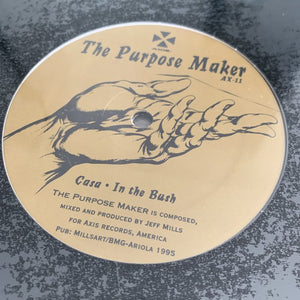 The Purpose Maker
AX-11
Casa • In the Bush
The Purpose Maker is composed,
mixed and produced by Jeff Mills
for Axis Records, America
Pub: Millsart/BMG-Ariola 1995